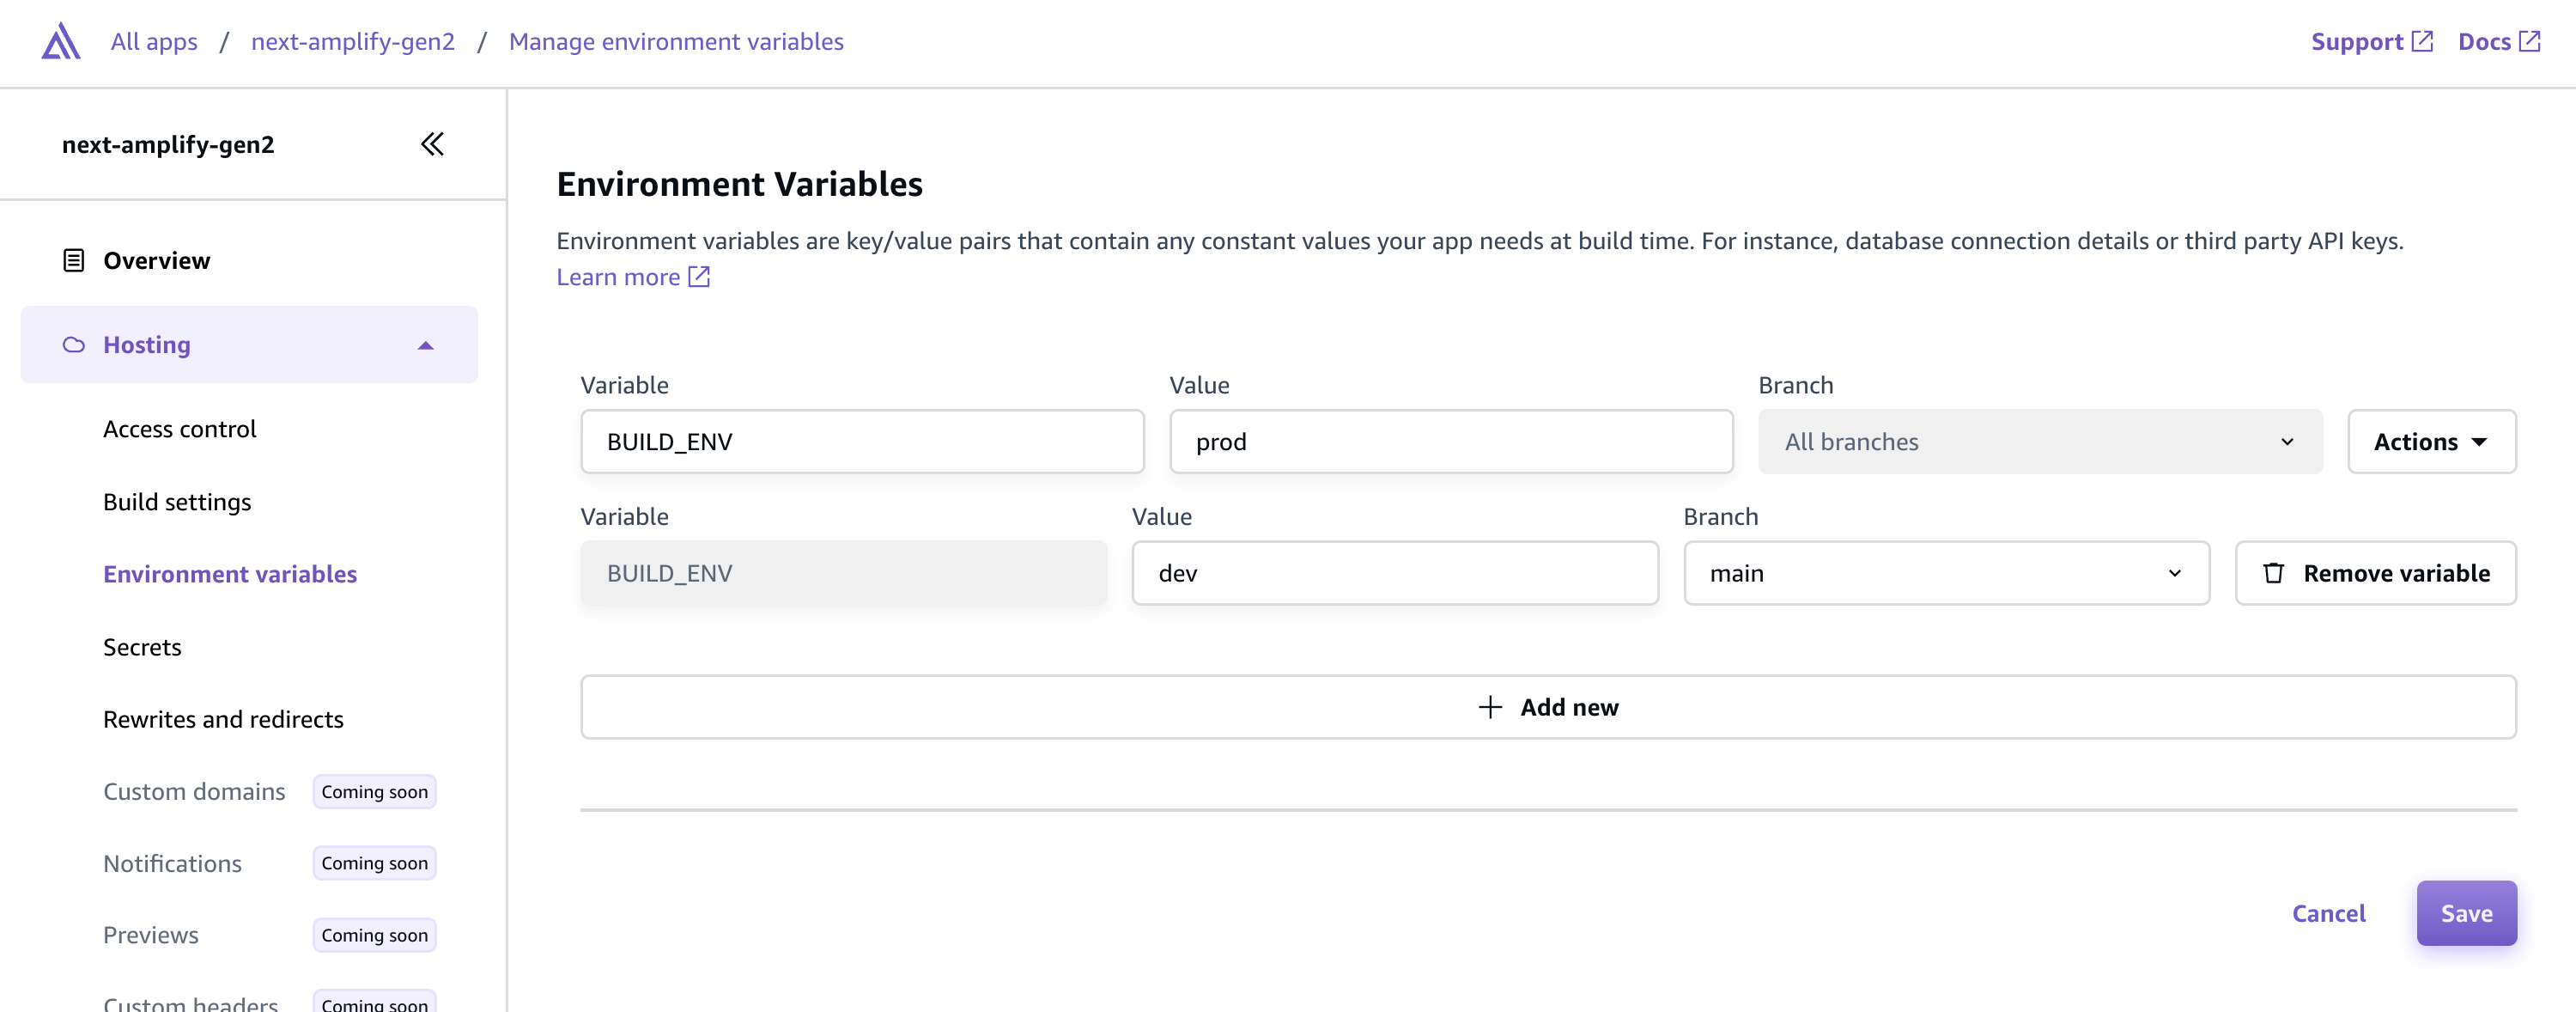 All apps / next-amplify-gen2 / Manage environment variables
Support Docs
next-amplify-gen2
Overview
Hosting
Access control
Build settings
Environment variables
Secrets
Rewrites and redirects
Custom domains Coming soon
Notifications Coming soon
Previews Coming soon
Custom headers Coming soon
Environment Variables
Environment variables are key/value pairs that contain any constant values your app needs at build time. For instance, database connection details or third party API keys.
Learn more
Variable Value Branch
BUILD_ENV prod All branches Actions
Variable Value Branch
BUILD_ENV dev main Remove variable
Add new
Cancel Save